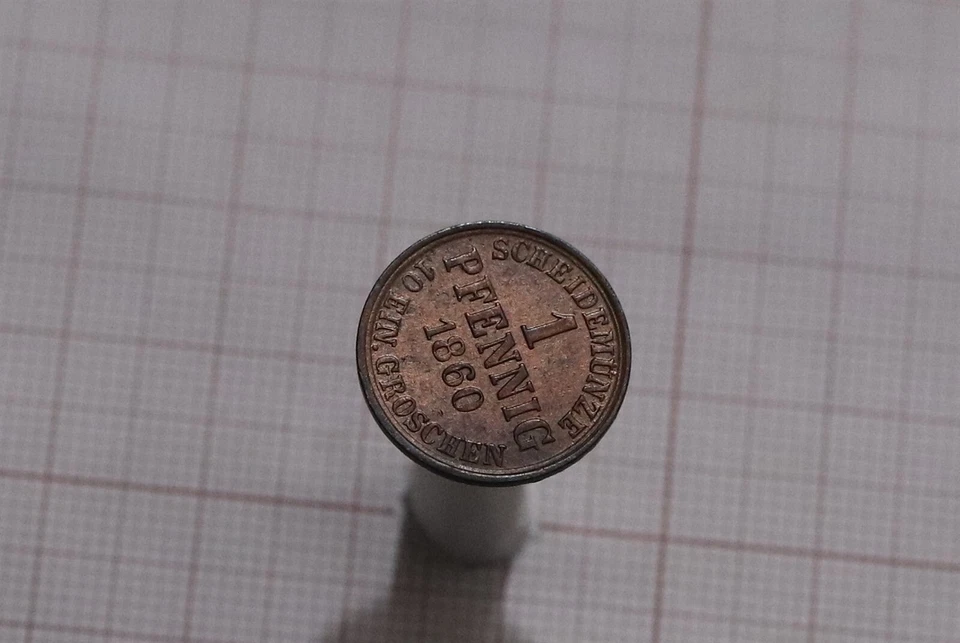 SCHEIDEMÜNZE
1
PFENNIG
1860
10 EIN. GROSCHEN